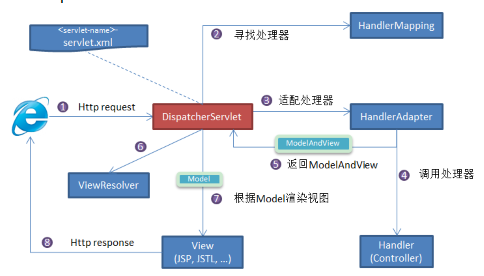 <servlet-name>
servlet.xml
② 寻找处理器
HandlerMapping
① Http request
DispatcherServlet
③ 适配处理器
HandlerAdapter
ModelAndView
⑤ 返回ModelAndView
④ 调用处理器
⑥
ViewResolver
Model
⑦ 根据Model渲染视图
⑧ Http response
View
(JSP, JSTL, ...)
Handler
(Controller)